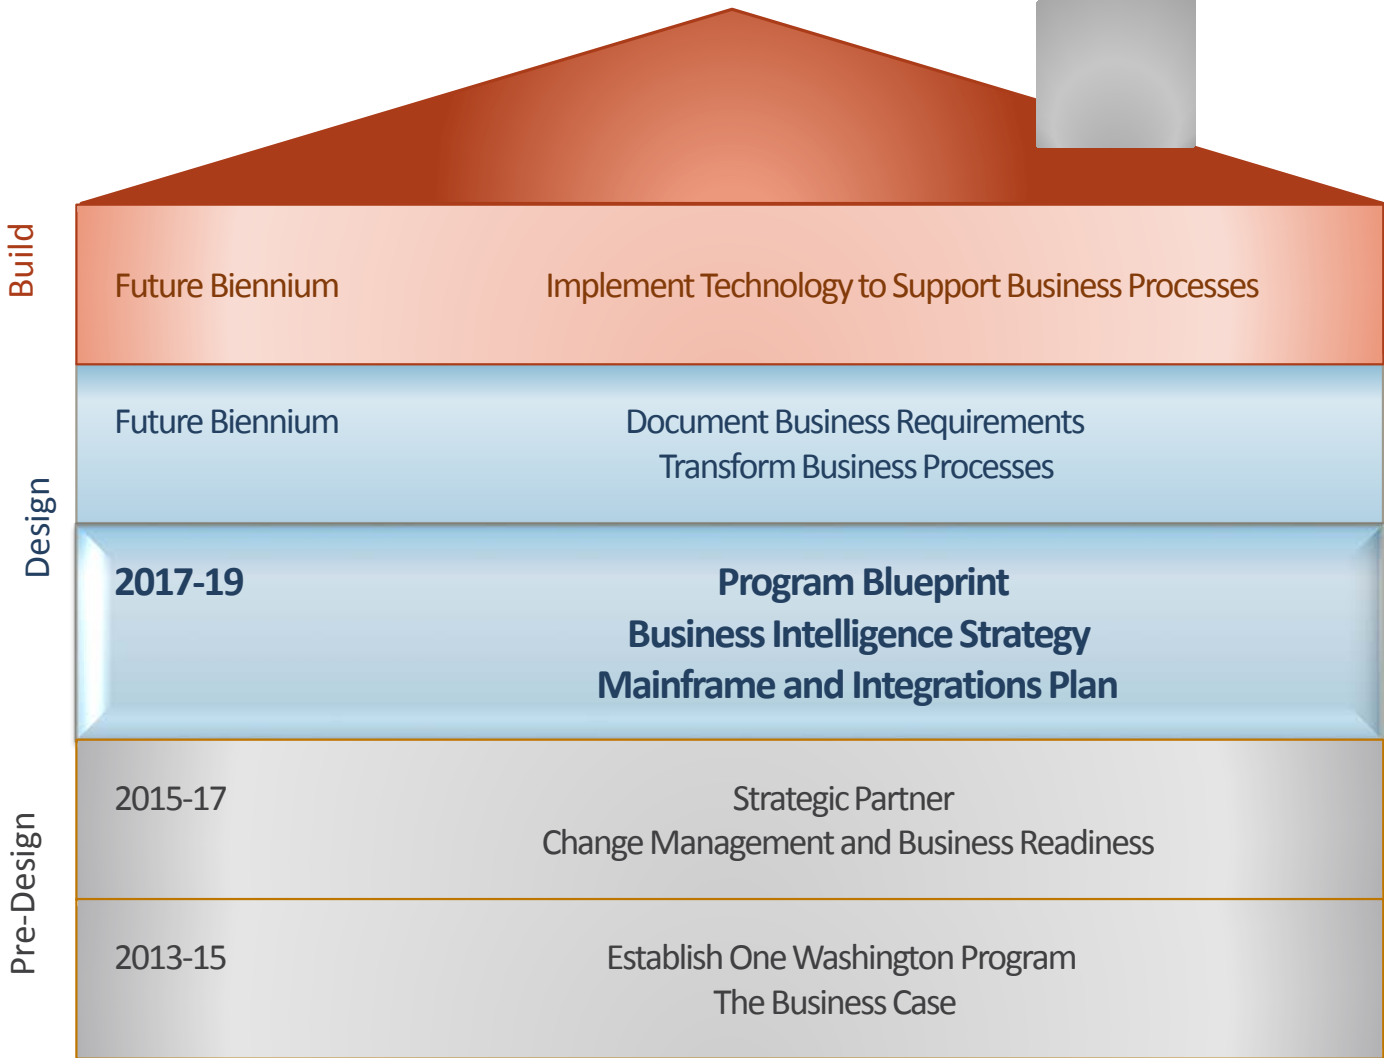 Build
Future Biennium
Implement Technology to Support Business Processes
Design
Future Biennium
Document Business Requirements
Transform Business Processes
2017-19
Program Blueprint
Business Intelligence Strategy
Mainframe and Integrations Plan
Pre-Design
2015-17
Strategic Partner
Change Management and Business Readiness
2013-15
Establish One Washington Program
The Business Case